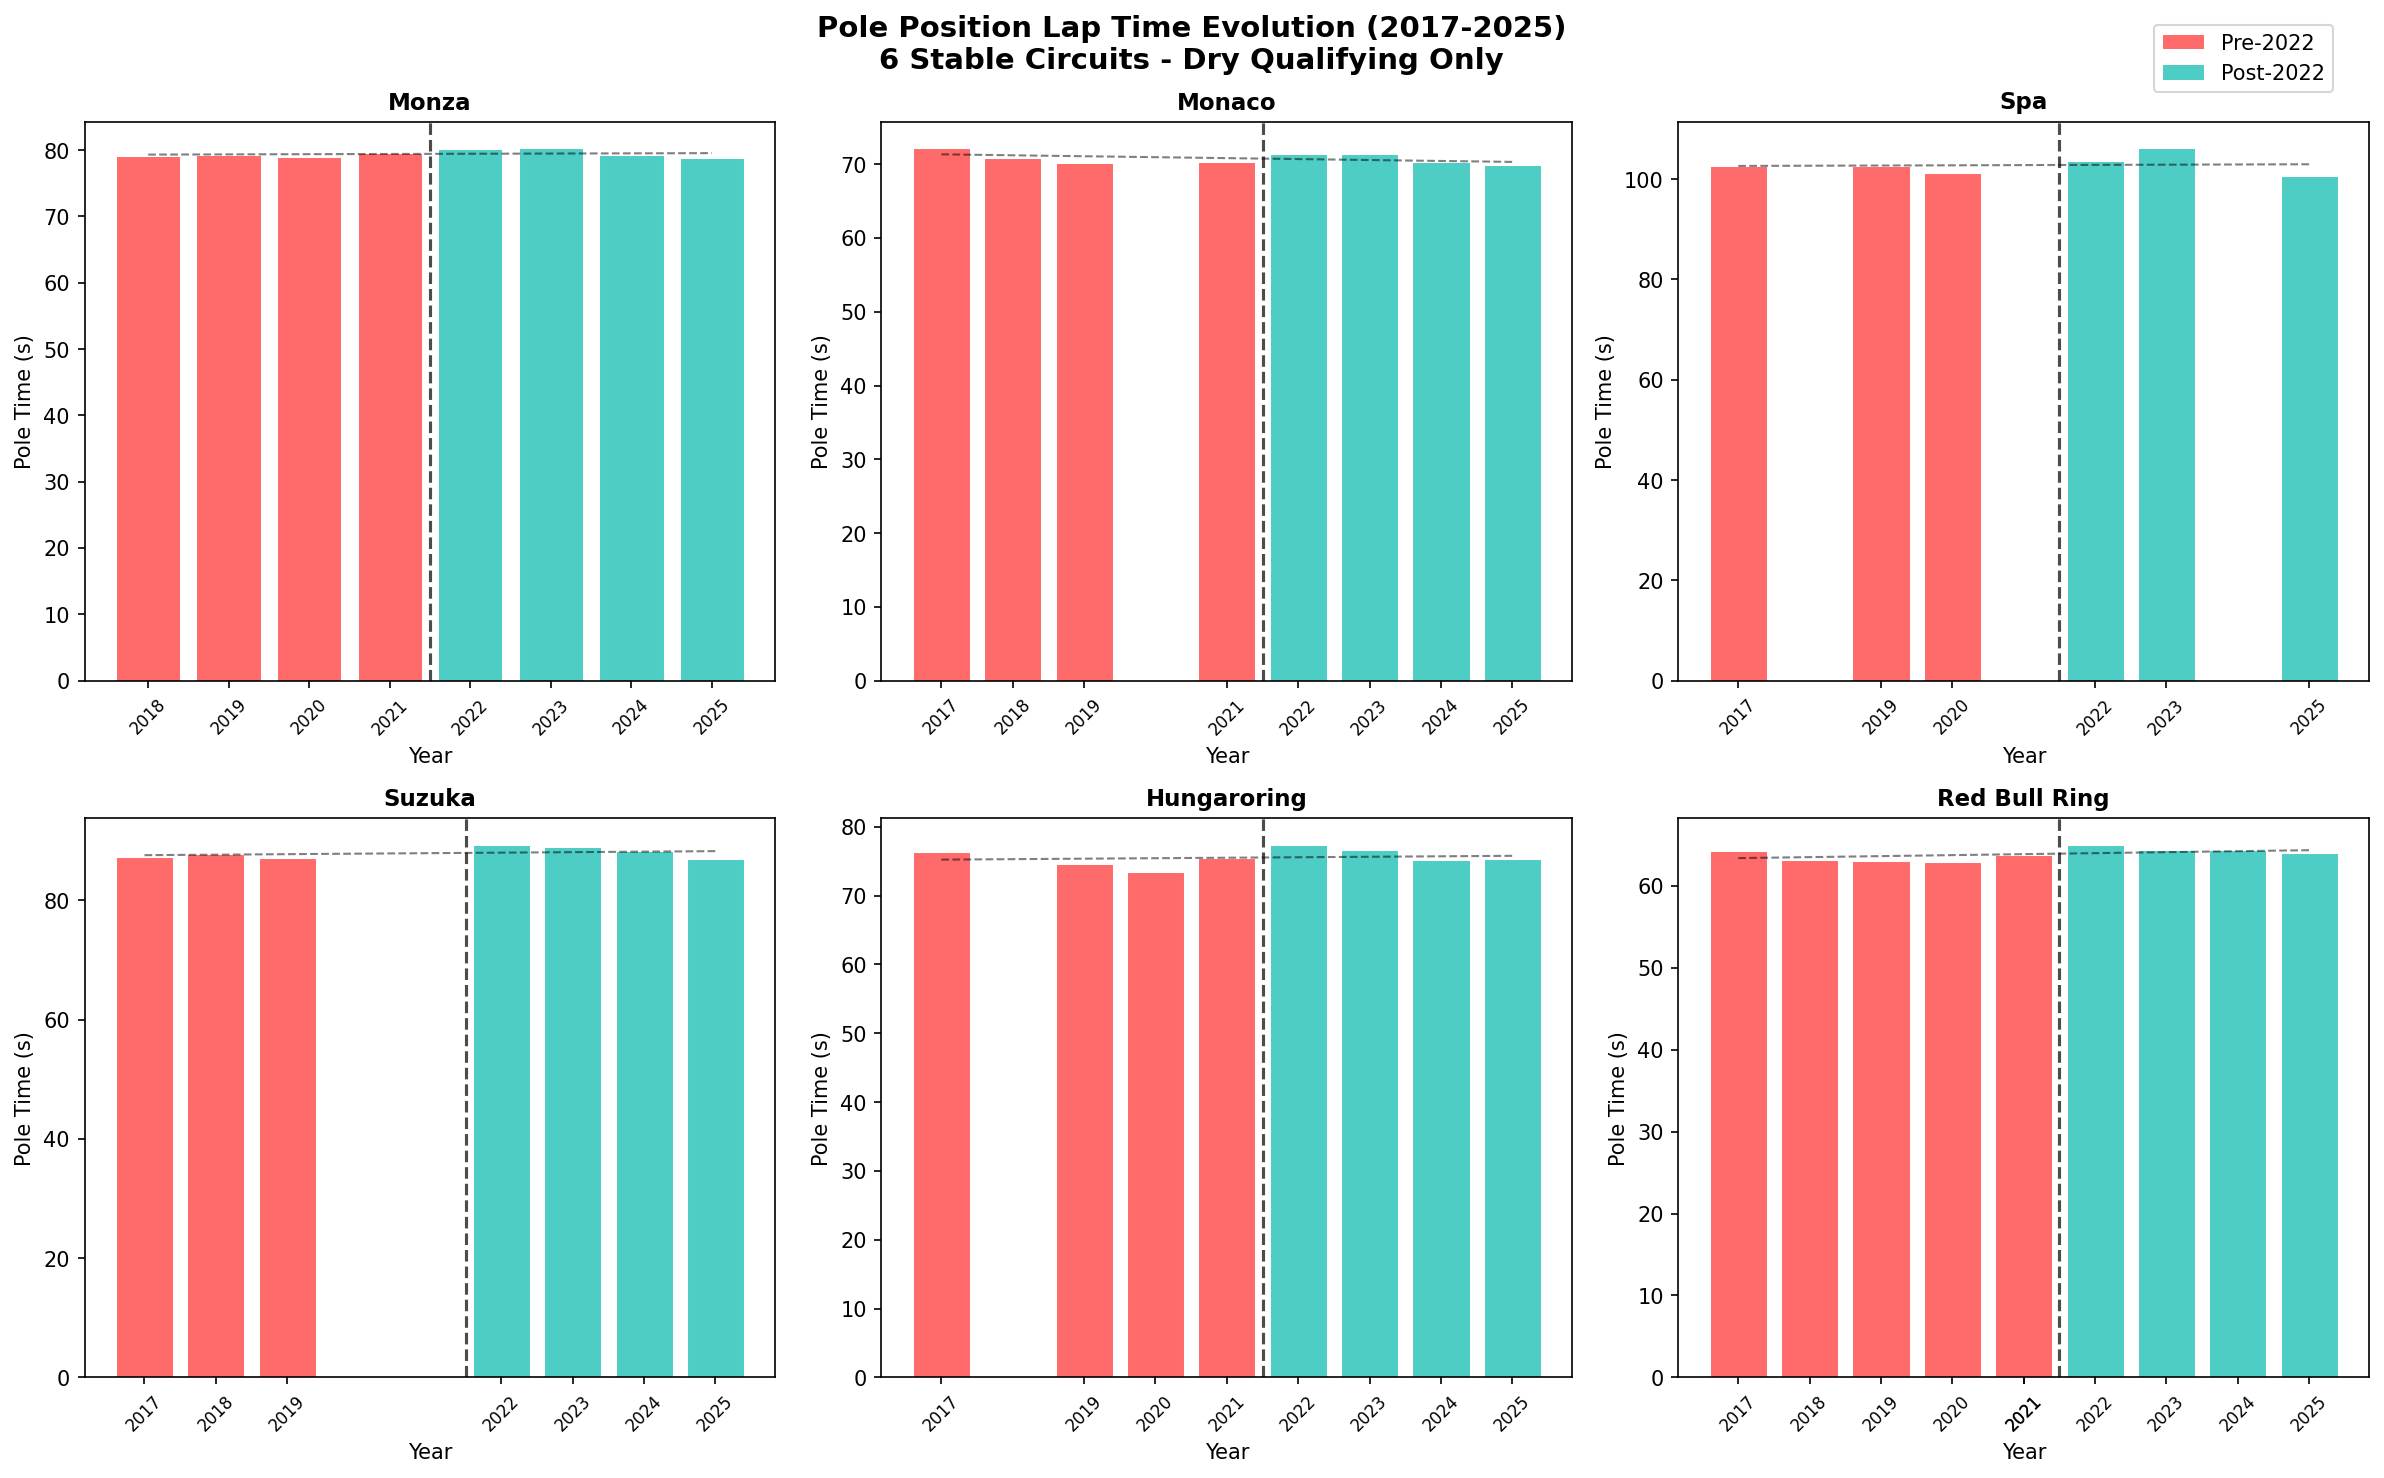 Pole Position Lap Time Evolution (2017-2025)
6 Stable Circuits - Dry Qualifying Only
Pre-2022
Post-2022
Monza
Pole Time (s)
80
70
60
50
40
30
20
10
0
2018 2019 2020 2021 2022 2023 2024 2025
Year
Monaco
Pole Time (s)
70
60
50
40
30
20
10
0
2017 2018 2019 2021 2022 2023 2024 2025
Year
Spa
Pole Time (s)
100
80
60
40
20
0
2017 2019 2020 2022 2023 2025
Year
Suzuka
Pole Time (s)
80
60
40
20
0
2017 2018 2019 2022 2023 2024 2025
Year
Hungaroring
Pole Time (s)
80
70
60
50
40
30
20
10
0
2017 2019 2020 2021 2022 2023 2024 2025
Year
Red Bull Ring
Pole Time (s)
60
50
40
30
20
10
0
2017 2018 2019 2020 2021 2022 2023 2024 2025
Year